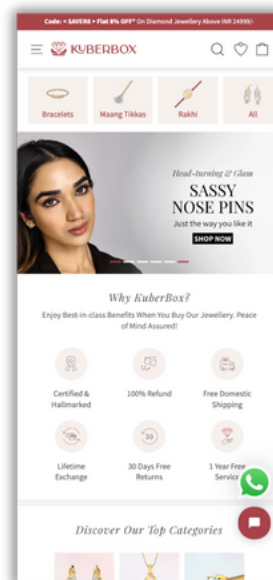 Code: < SAVER8 > Flat 8% OFF* On Diamond Jewellery Above INR 24999/-
KUBERBOX
Bracelets
Maang Tikkas
Rakhi
All
Head-turning & Glam
SASSY
NOSE PINS
Just the way you like it
SHOP NOW
Why KuberBox?
Enjoy Best-in-class Benefits When You Buy Our Jewellery. Peace
of Mind Assured!
Certified &
Hallmarked
100% Refund
Free Domestic
Shipping
30
Lifetime
Exchange
30 Days Free
Returns
1 Year Free
Service
Discover Our Top Categories